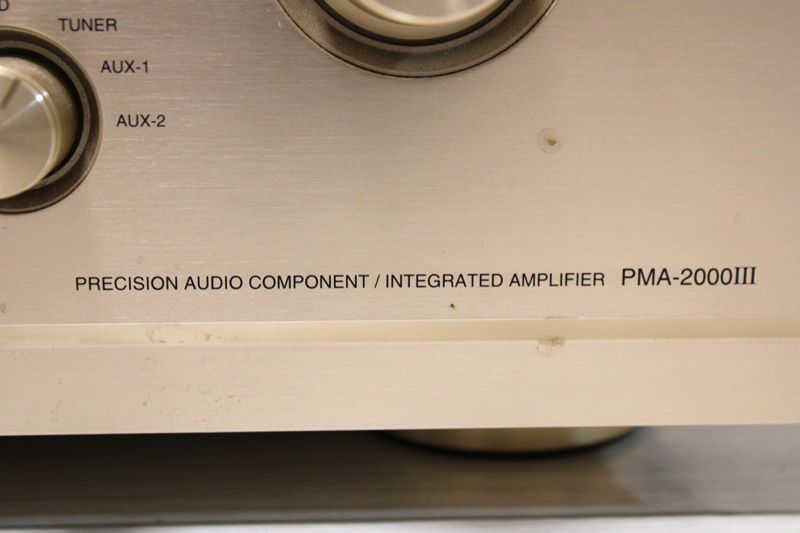 TUNER
AUX-1
AUX-2
PRECISION AUDIO COMPONENT / INTEGRATED AMPLIFIER PMA-2000III